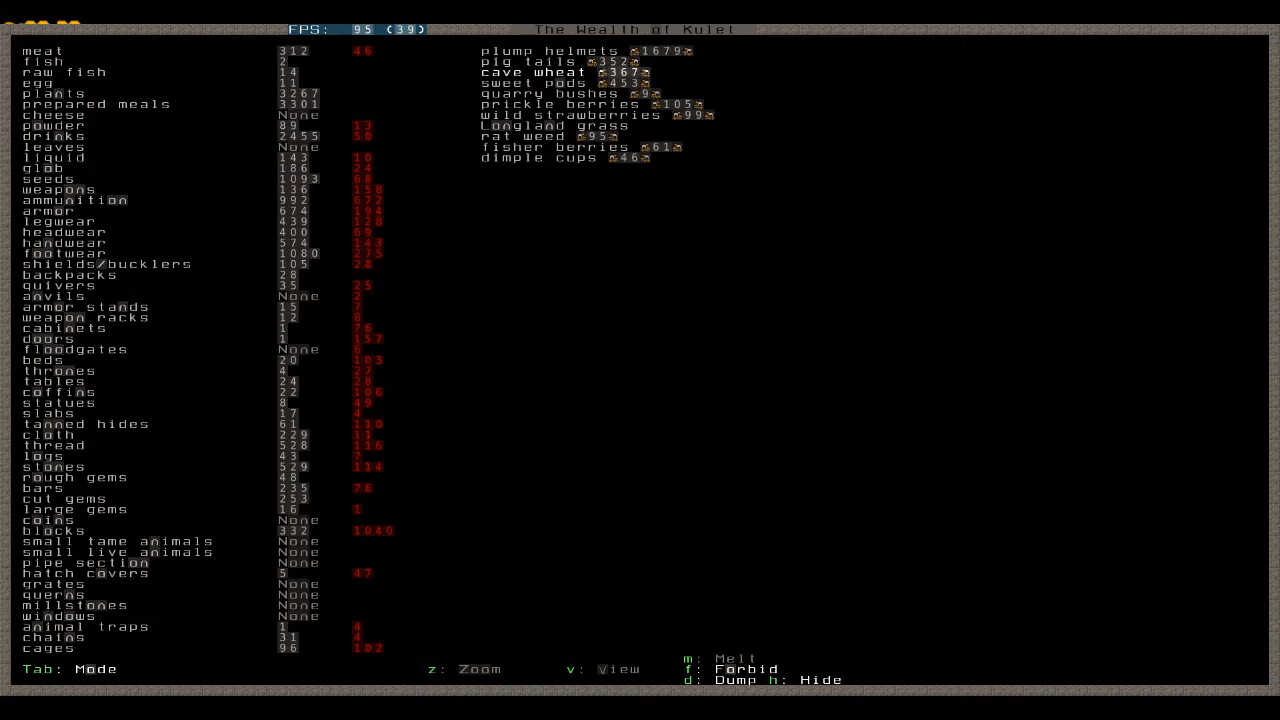 FPS: 95 (39) The Wealth of Kulet
meat 312 46 plump helmets 1679
fish 2 pig tails 352
raw fish 14 cave wheat 367
egg 11 sweet pods 453
plants 3267 quarry bushes 9
prepared meals 3301 prickle berries 105
cheese None wild strawberries 99
powder 89 13 Longland grass
drinks 2455 50 rat weed 95
leaves None fisher berries 61
liquid 143 10 dimple cups 46
glob 186 24
seeds 1093 68
weapons 136 158
ammunition 992 672
armor 674 194
legwear 439 128
headwear 400 69
handwear 574 143
footwear 1080 275
shields/bucklers 105 28
backpacks 28
quivers 35 25
anvils None 2
armor stands 15 7
weapon racks 12 8
cabinets 1 76
doors 1 157
floodgates None 6
beds 20 103
thrones 4 27
tables 24 28
coffins 22 106
statues 8 49
slabs 17 4
tanned hides 61 110
cloth 229 11
thread 528 116
logs 43 7
stones 529 114
rough gems 48
bars 235 76
cut gems 253
large gems 16 1
coins None
blocks 332 1040
small tame animals None
small live animals None
pipe section None
hatch covers 5 47
grates None
querns None
millstones None
windows None
animal traps 1 4
chains 31 4
cages 96 102
m: Melt
Tab: Mode z: Zoom v: View f: Forbid
d: Dump h: Hide